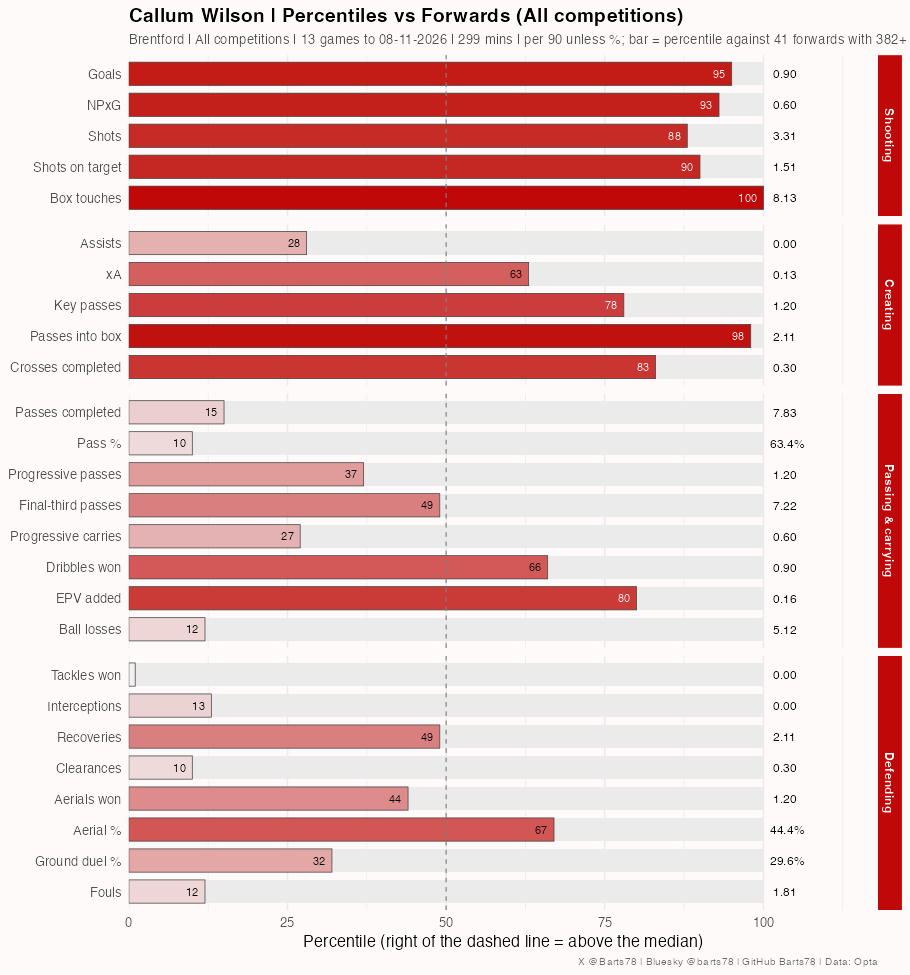 Callum Wilson | Percentiles vs Forwards (All competitions)
Brentford | All competitions | 13 games to 08-11-2026 | 299 mins | per 90 unless %; bar = percentile against 41 forwards with 382+
Goals 95 0.90
NPxG 93 0.60
Shots 88 3.31
Shots on target 90 1.51
Box touches 100 8.13
Shooting
Assists 28 0.00
xA 63 0.13
Key passes 78 1.20
Passes into box 98 2.11
Crosses completed 83 0.30
Creating
Passes completed 15 7.83
Pass % 10 63.4%
Progressive passes 37 1.20
Final-third passes 49 7.22
Progressive carries 27 0.60
Dribbles won 66 0.90
EPV added 80 0.16
Ball losses 12 5.12
Passing & carrying
Tackles won 0.00
Interceptions 13 0.00
Recoveries 49 2.11
Clearances 10 0.30
Aerials won 44 1.20
Aerial % 67 44.4%
Ground duel % 32 29.6%
Fouls 12 1.81
Defending
0 25 50 75 100
Percentile (right of the dashed line = above the median)
X @Barts78 | Bluesky @barts78 | GitHub Barts78 | Data: Opta